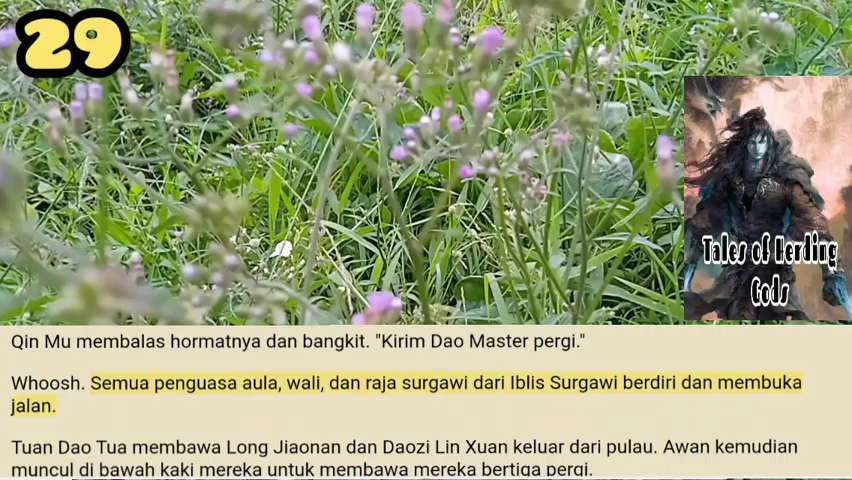 29
Tales of Herding
Gods
Qin Mu membalas hormatnya dan bangkit. "Kirim Dao Master pergi."
Whoosh. Semua penguasa aula, wali, dan raja surgawi dari Iblis Surgawi berdiri dan membuka
jalan.
Tuan Dao Tua membawa Long Jiaonan dan Daozi Lin Xuan keluar dari pulau. Awan kemudian
muncul di bawah kaki mereka untuk membawa mereka bertiga pergi.